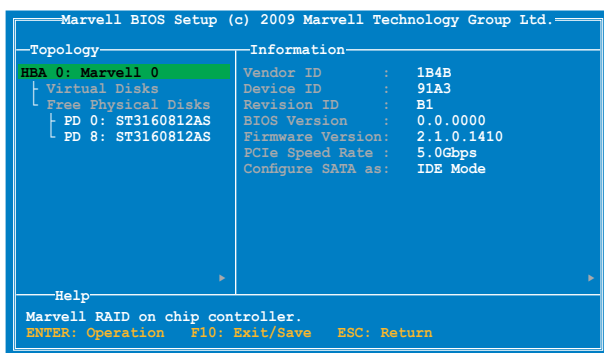 Marvell BIOS Setup (c) 2009 Marvell Technology Group Ltd.
Topology
HBA 0: Marvell 0
Virtual Disks
Free Physical Disks
PD 0: ST3160812AS
PD 8: ST3160812AS
Information
Vendor ID : 1B4B
Device ID : 91A3
Revision ID : B1
BIOS Version : 0.0.0000
Firmware Version: 2.1.0.1410
PCIe Speed Rate : 5.0Gbps
Configure SATA as: IDE Mode
Help
Marvell RAID on chip controller.
ENTER: Operation F10: Exit/Save ESC: Return